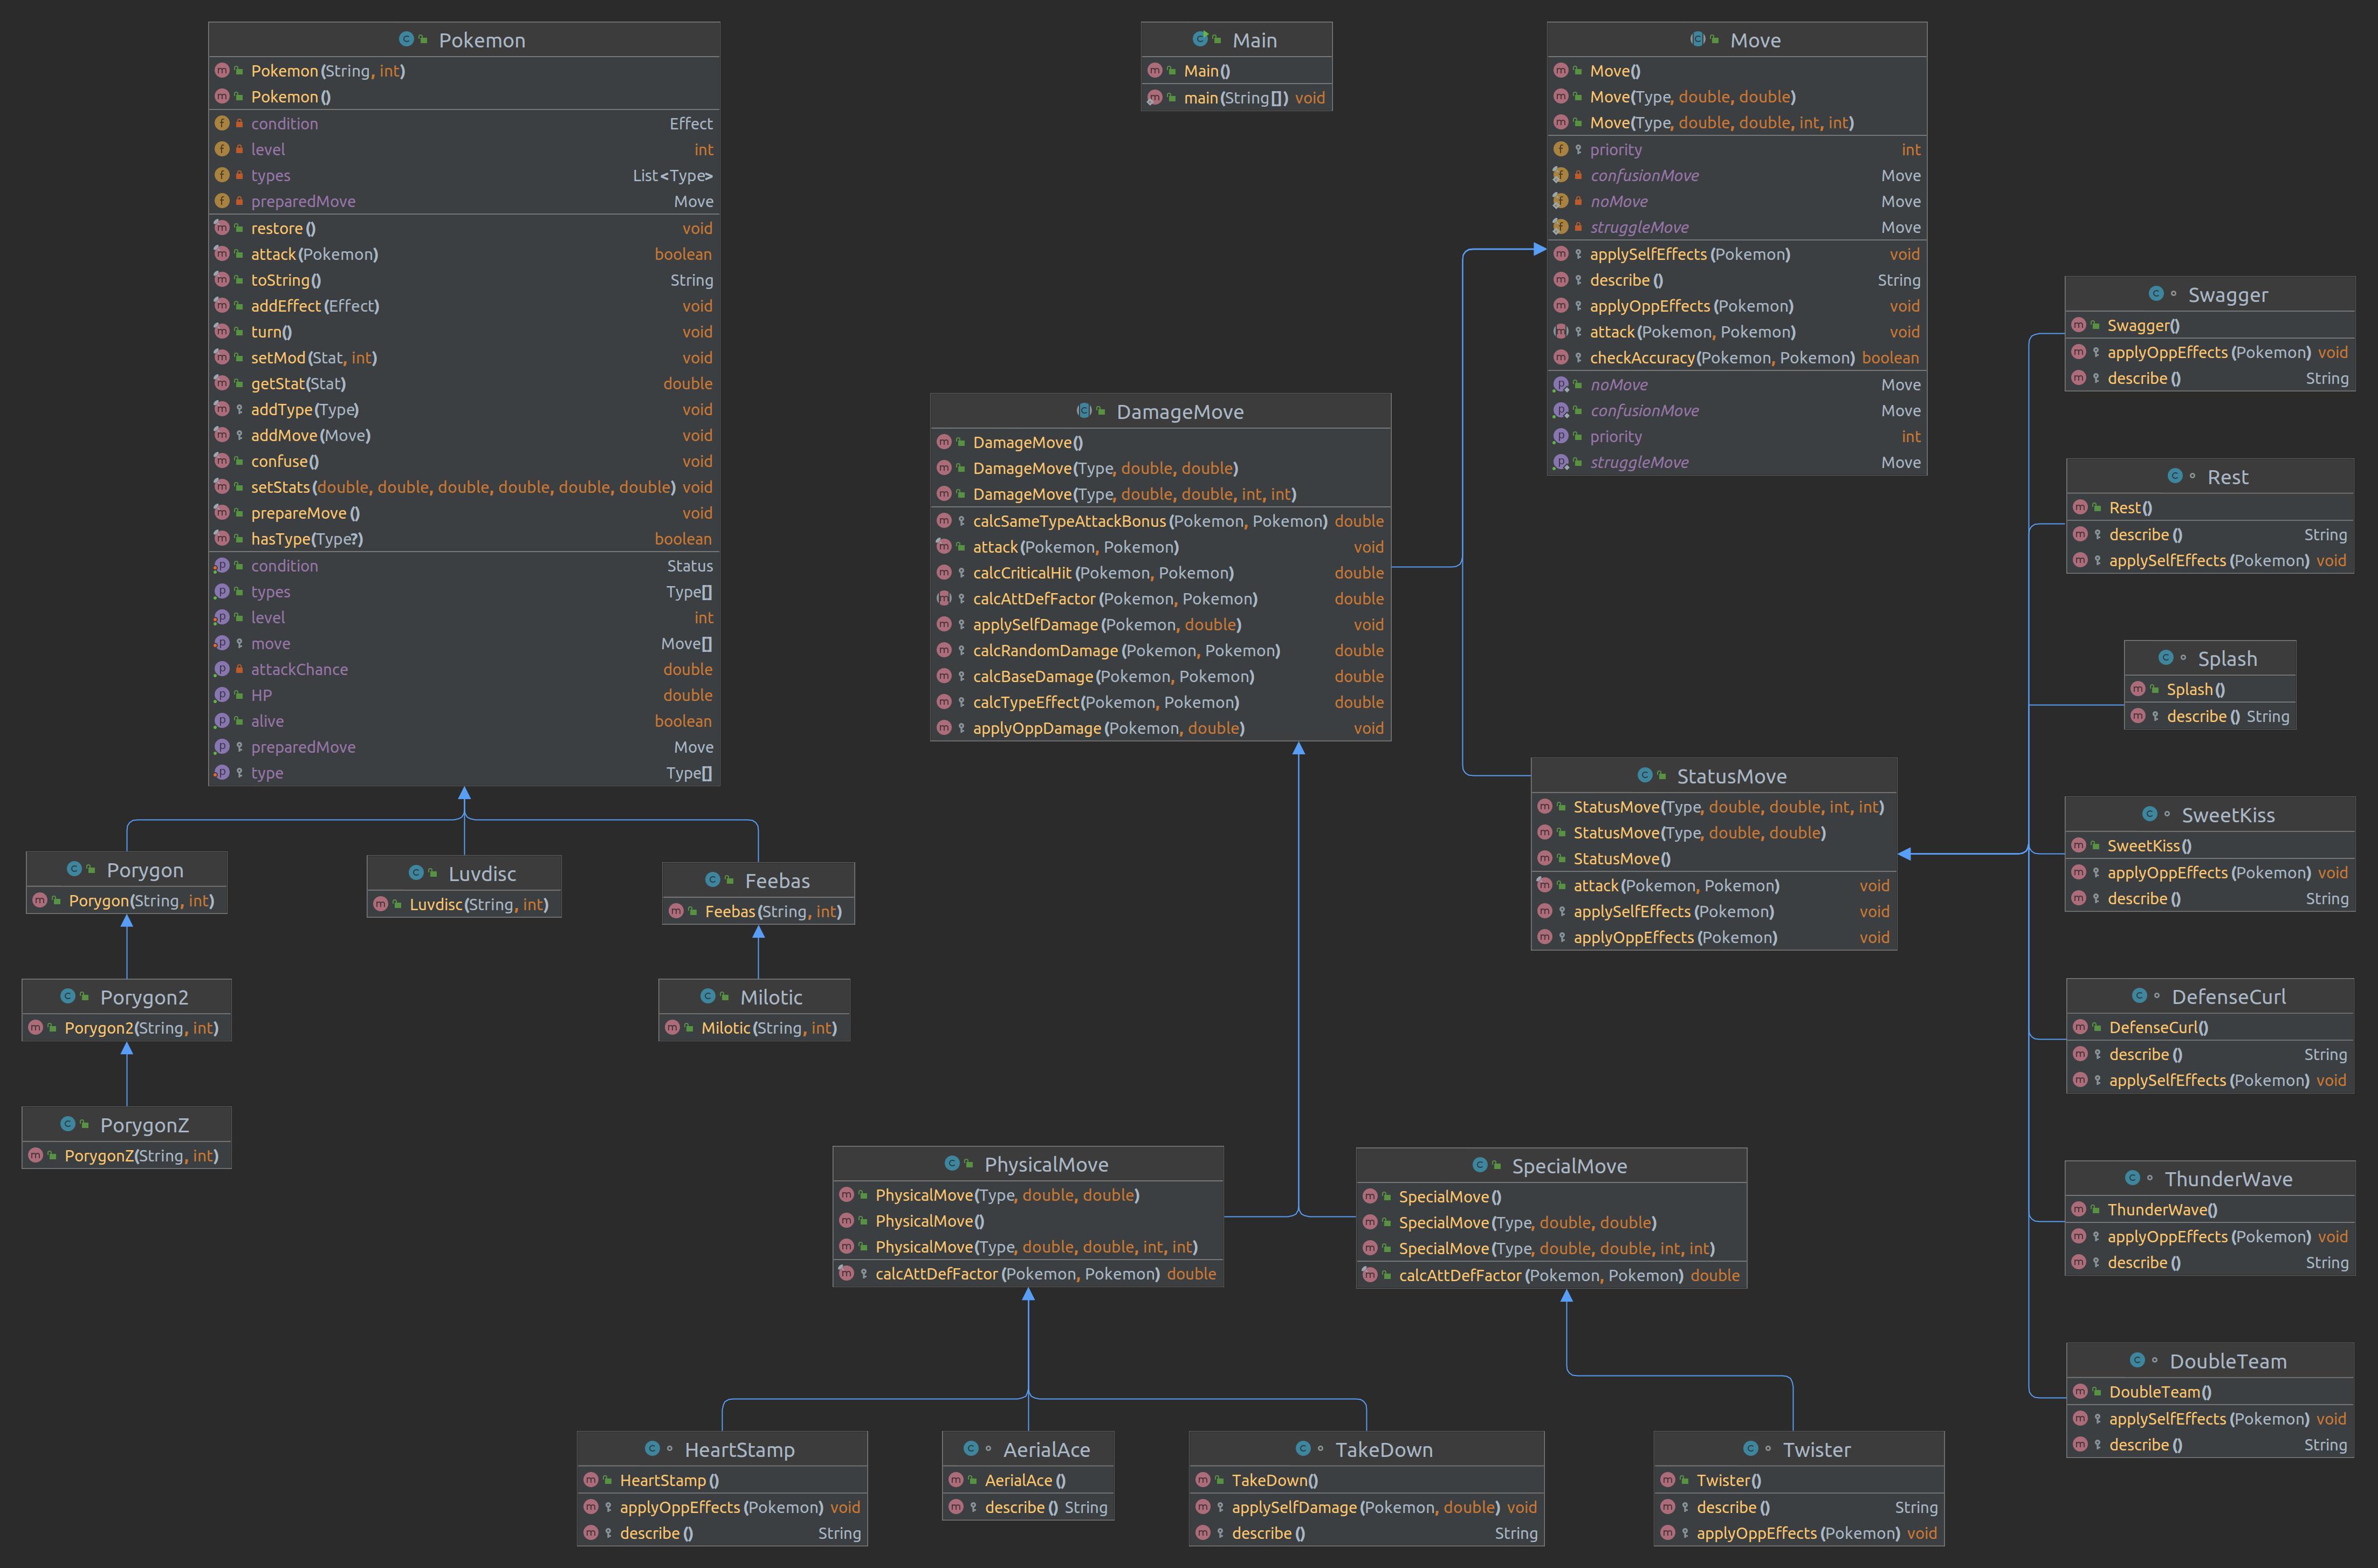 Pokemon
Pokemon(String, int)
Pokemon()
condition Effect
level int
types List<Type>
preparedMove Move
restore() void
attack(Pokemon) boolean
toString() String
addEffect(Effect) void
turn() void
setMod(Stat, int) void
getStat(Stat) double
addType(Type) void
addMove(Move) void
confuse() void
setStats(double, double, double, double, double, double) void
prepareMove() void
hasType(Type?) boolean
condition Status
types Type[]
level int
move Move[]
attackChance double
HP double
alive boolean
preparedMove Move
type Type[]
Main
Main()
main(String[]) void
Move
Move()
Move(Type, double, double)
Move(Type, double, double, int, int)
priority int
confusionMove Move
noMove Move
struggleMove Move
applySelfEffects(Pokemon) void
describe() String
applyOppEffects(Pokemon) void
attack(Pokemon, Pokemon) void
checkAccuracy(Pokemon, Pokemon) boolean
noMove Move
confusionMove Move
priority int
struggleMove Move
DamageMove
DamageMove()
DamageMove(Type, double, double)
DamageMove(Type, double, double, int, int)
calcSameTypeAttackBonus(Pokemon, Pokemon) double
attack(Pokemon, Pokemon) void
calcCriticalHit(Pokemon, Pokemon) double
calcAttDefFactor(Pokemon, Pokemon) double
applySelfDamage(Pokemon, double) void
calcRandomDamage(Pokemon, Pokemon) double
calcBaseDamage(Pokemon, Pokemon) double
calcTypeEffect(Pokemon, Pokemon) double
applyOppDamage(Pokemon, double) void
StatusMove
StatusMove(Type, double, double, int, int)
StatusMove(Type, double, double)
StatusMove()
attack(Pokemon, Pokemon) void
applySelfEffects(Pokemon) void
applyOppEffects(Pokemon) void
Swagger
Swagger()
applyOppEffects(Pokemon) void
describe() String
Rest
Rest()
describe() String
applySelfEffects(Pokemon) void
Splash
Splash()
describe() String
SweetKiss
SweetKiss()
applyOppEffects(Pokemon) void
describe() String
DefenseCurl
DefenseCurl()
describe() String
applySelfEffects(Pokemon) void
ThunderWave
ThunderWave()
applyOppEffects(Pokemon) void
describe() String
DoubleTeam
DoubleTeam()
applySelfEffects(Pokemon) void
describe() String
Porygon
Porygon(String, int)
Luvdisc
Luvdisc(String, int)
Feebas
Feebas(String, int)
Porygon2
Porygon2(String, int)
Milotic
Milotic(String, int)
PorygonZ
PorygonZ(String, int)
PhysicalMove
PhysicalMove(Type, double, double)
PhysicalMove()
PhysicalMove(Type, double, double, int, int)
calcAttDefFactor(Pokemon, Pokemon) double
SpecialMove
SpecialMove()
SpecialMove(Type, double, double)
SpecialMove(Type, double, double, int, int)
calcAttDefFactor(Pokemon, Pokemon) double
HeartStamp
HeartStamp()
applyOppEffects(Pokemon) void
describe() String
AerialAce
AerialAce()
describe() String
TakeDown
TakeDown()
applySelfDamage(Pokemon, double) void
describe() String
Twister
Twister()
describe() String
applyOppEffects(Pokemon) void